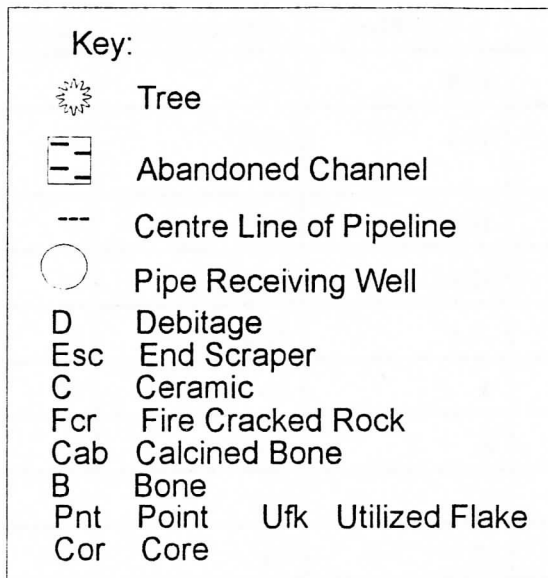 Key:
Tree
Abandoned Channel
--- Centre Line of Pipeline
Pipe Receiving Well
D Debitage
Esc End Scraper
C Ceramic
Fcr Fire Cracked Rock
Cab Calcined Bone
B Bone
Pnt Point Ufk Utilized Flake
Cor Core